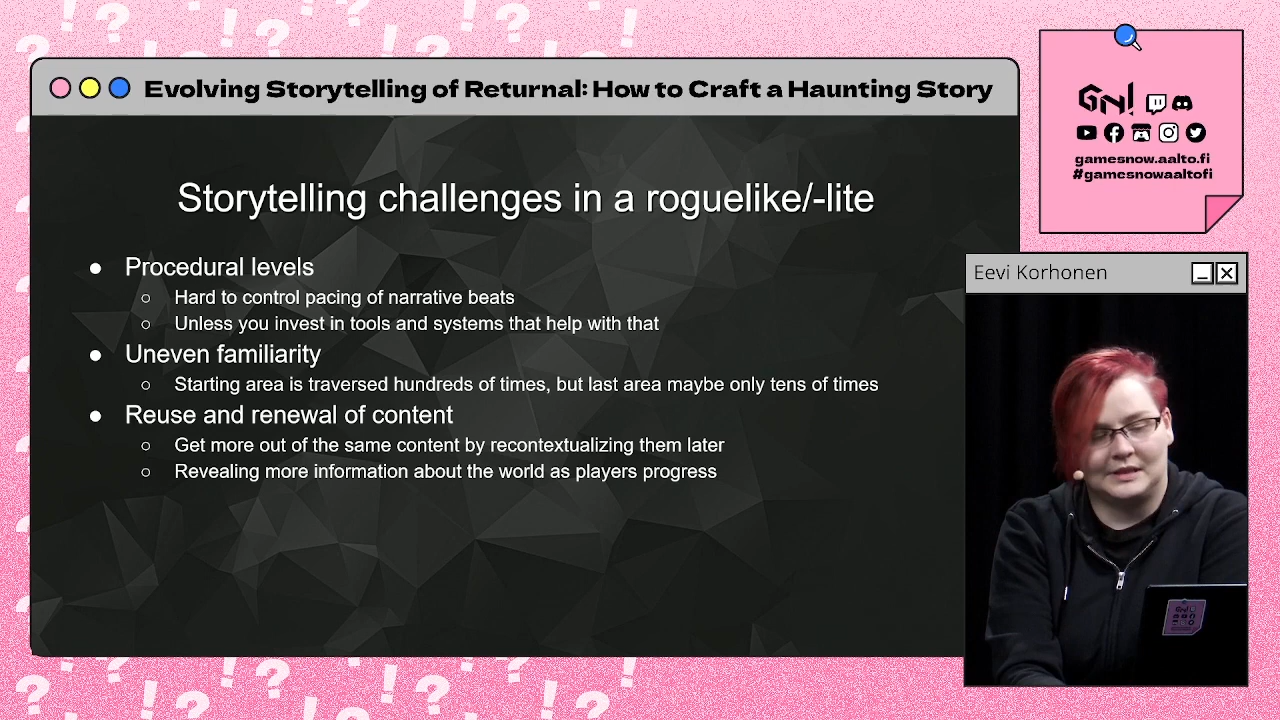 Evolving Storytelling of Returnal: How to Craft a Haunting Story
Storytelling challenges in a roguelike/-lite
● Procedural levels
○ Hard to control pacing of narrative beats
○ Unless you invest in tools and systems that help with that
● Uneven familiarity
○ Starting area is traversed hundreds of times, but last area maybe only tens of times
● Reuse and renewal of content
○ Get more out of the same content by recontextualizing them later
○ Revealing more information about the world as players progress
GN!
gamesnow.aalto.fi
#gamesnowaaltofi
Eevi Korhonen
GN!